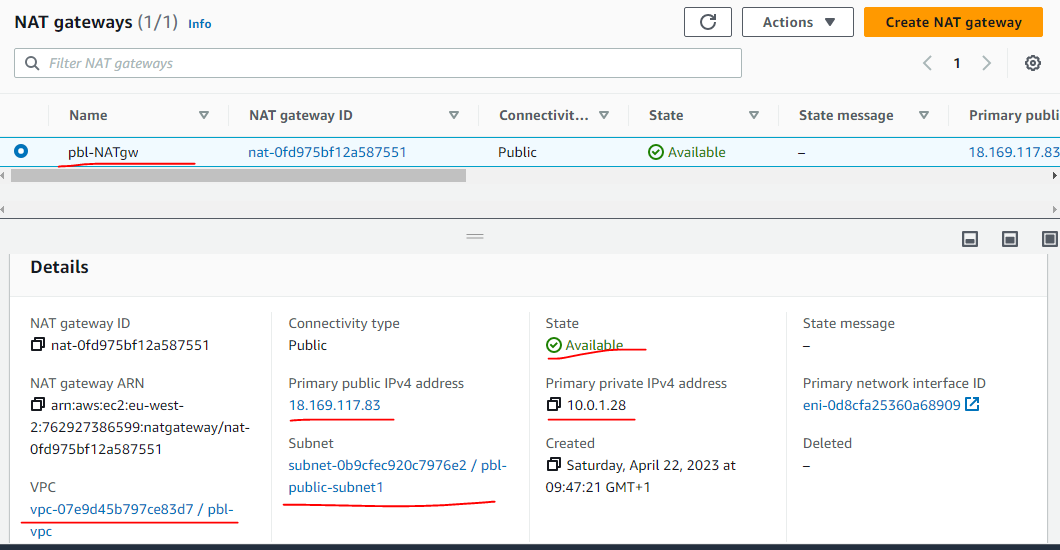 NAT gateways (1/1) Info
Actions
Create NAT gateway
Filter NAT gateways
1
Name
NAT gateway ID
Connectivit...
State
State message
Primary publi
pbl-NATgw
nat-0fd975bf12a587551
Public
Available
–
18.169.117.83
Details
NAT gateway ID
nat-0fd975bf12a587551
NAT gateway ARN
arn:aws:ec2:eu-west-
2:762927386599:natgateway/nat-
0fd975bf12a587551
VPC
vpc-07e9d45b797ce83d7 / pbl-
vpc
Connectivity type
Public
Primary public IPv4 address
18.169.117.83
Subnet
subnet-0b9cfec920c7976e2 / pbl-
public-subnet1
State
Available
Primary private IPv4 address
10.0.1.28
Created
Saturday, April 22, 2023 at
09:47:21 GMT+1
State message
–
Primary network interface ID
eni-0d8cfa25360a68909
Deleted
–